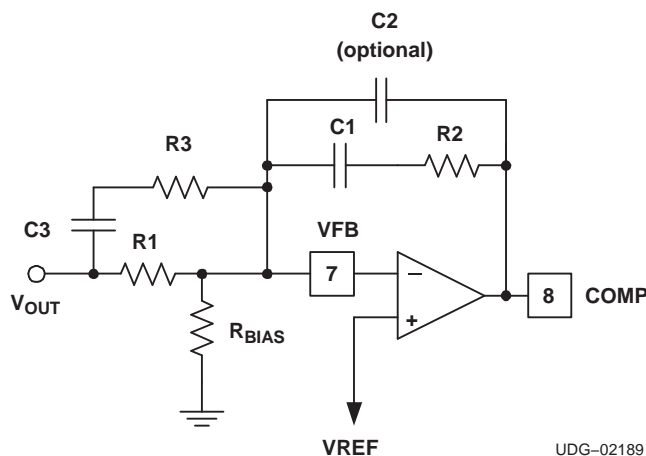 C2
(optional)
C1
R2
R3
C3
R1
VFB
7
−
+
8
COMP
VOUT
RBIAS
VREF
UDG–02189